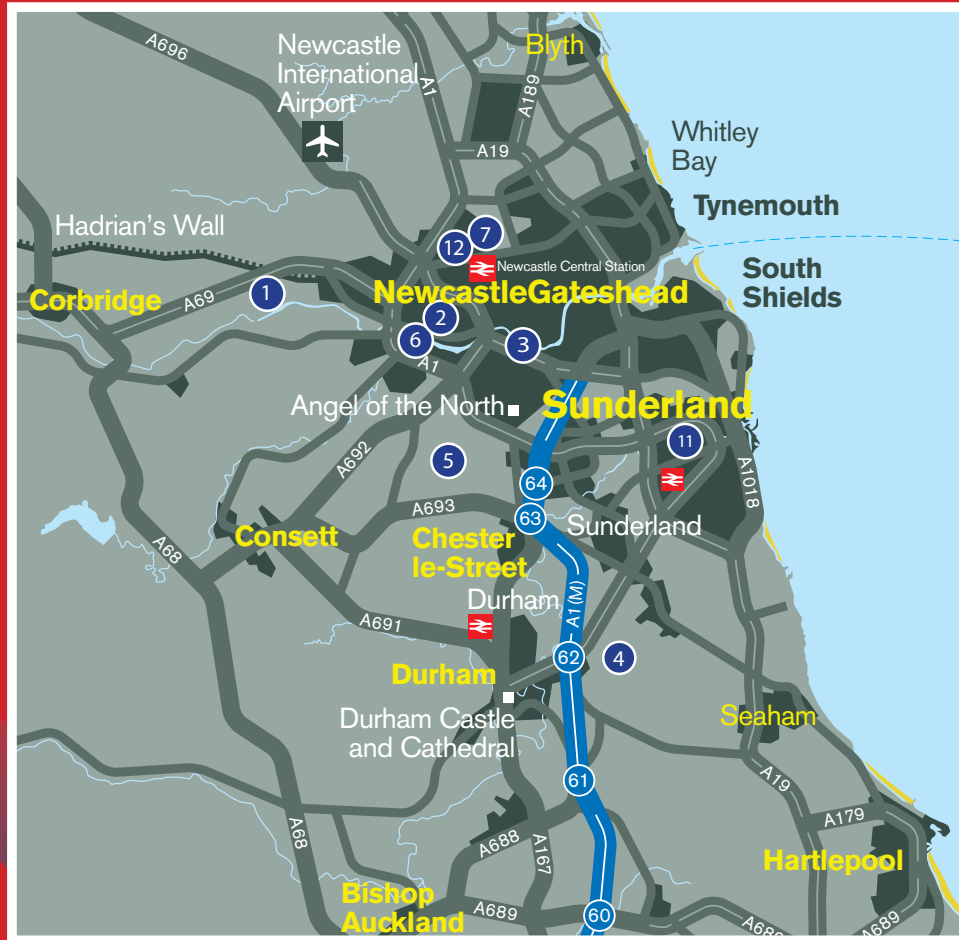 A696
Newcastle
International
Airport
A1
A189
Blyth
A19
Whitley
Bay
Tynemouth
Hadrian's Wall
12
7
Newcastle Central Station
Corbridge
A69
1
NewcastleGateshead
South
Shields
2
6
3
A1
Angel of the North
Sunderland
11
A692
5
64
A1018
A693
63
Sunderland
Consett
Chester
le-Street
A68
Durham
A1(M)
A691
62
4
Durham
Durham Castle
and Cathedral
Seaham
61
A19
A68
A688
A167
A179
Hartlepool
Bishop
Auckland
A689
60
A689
A689